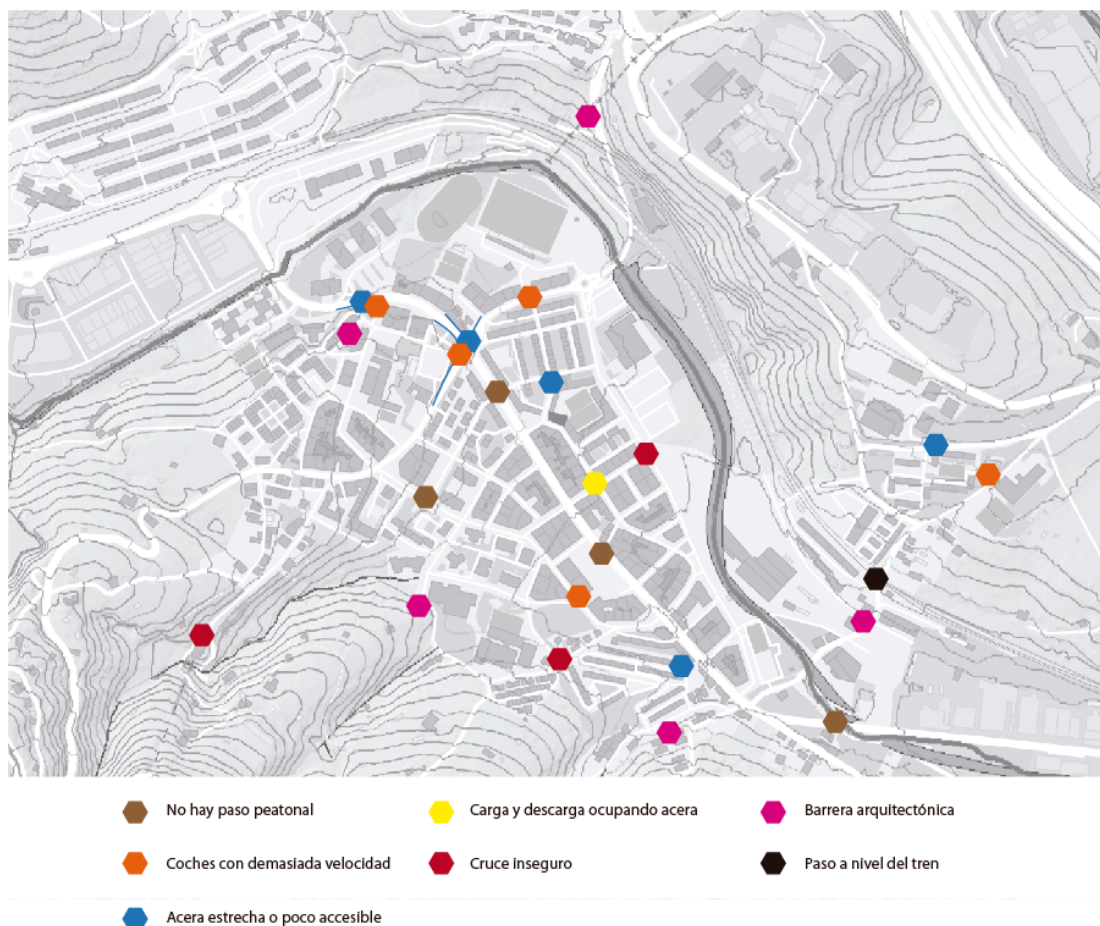 No hay paso peatonal
Carga y descarga ocupando acera
Barrera arquitectónica
Coches con demasiada velocidad
Cruce inseguro
Paso a nivel del tren
Acera estrecha o poco accesible